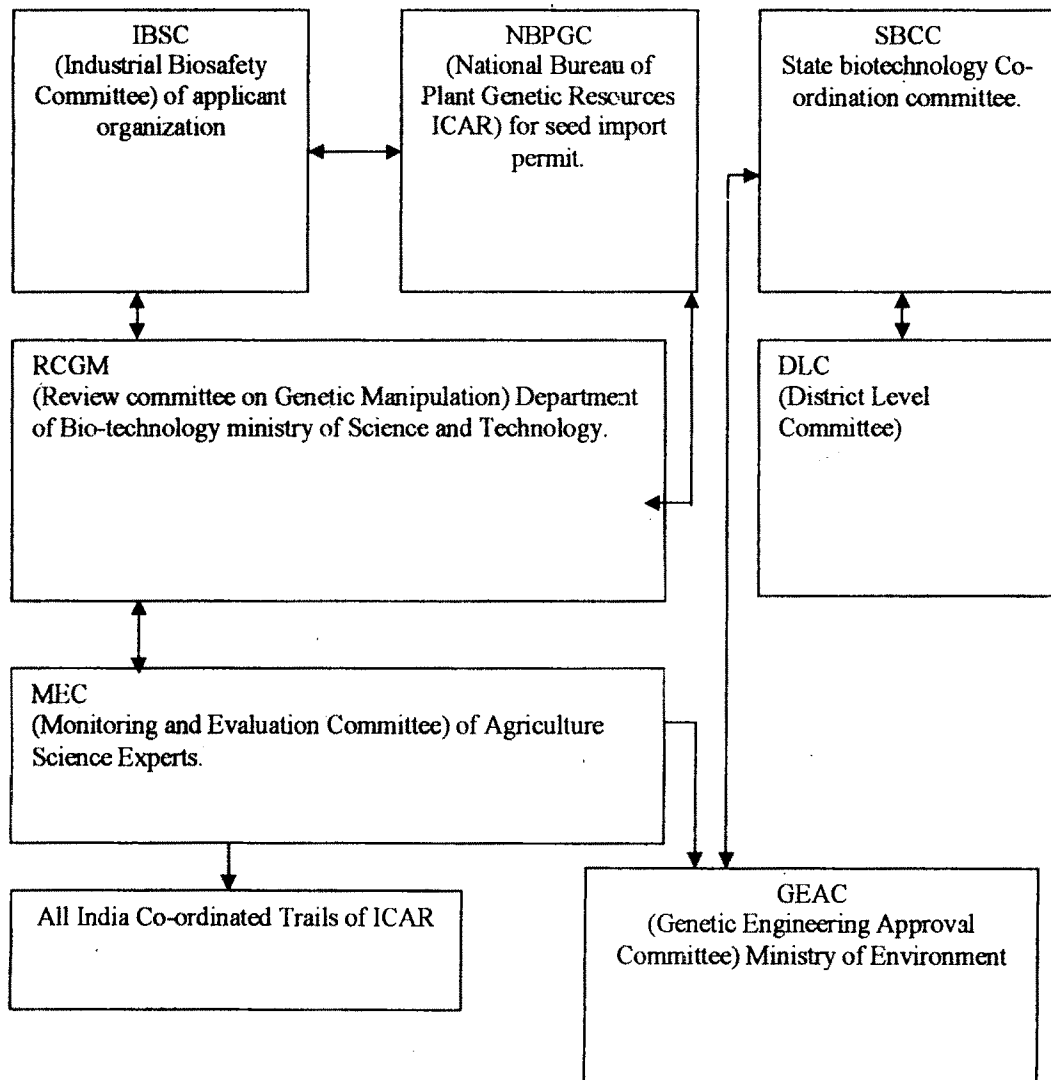 IBSC
(Industrial Biosafety
Committee) of applicant
organization
NBPGC
(National Bureau of
Plant Genetic Resources
ICAR) for seed import
permit.
SBCC
State biotechnology Co-
ordination committee.
RCGM
(Review committee on Genetic Manipulation) Department
of Bio-technology ministry of Science and Technology.
DLC
(District Level
Committee)
MEC
(Monitoring and Evaluation Committee) of Agriculture
Science Experts.
All India Co-ordinated Trails of ICAR
GEAC
(Genetic Engineering Approval
Committee) Ministry of Environment